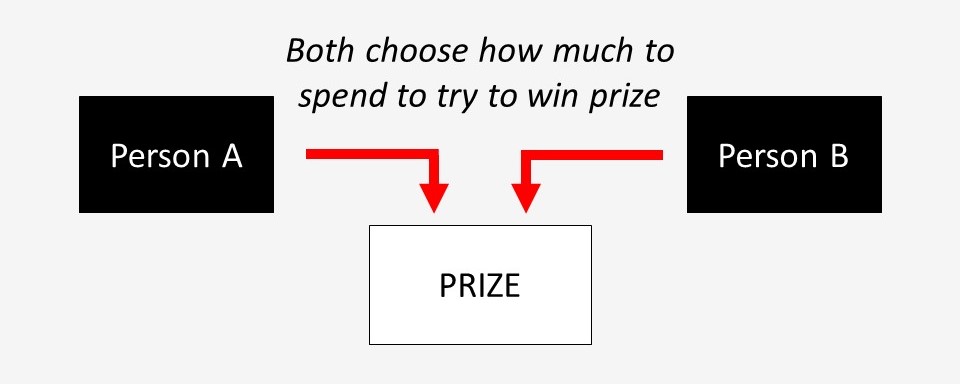 Both choose how much to
spend to try to win prize
Person A
Person B
PRIZE